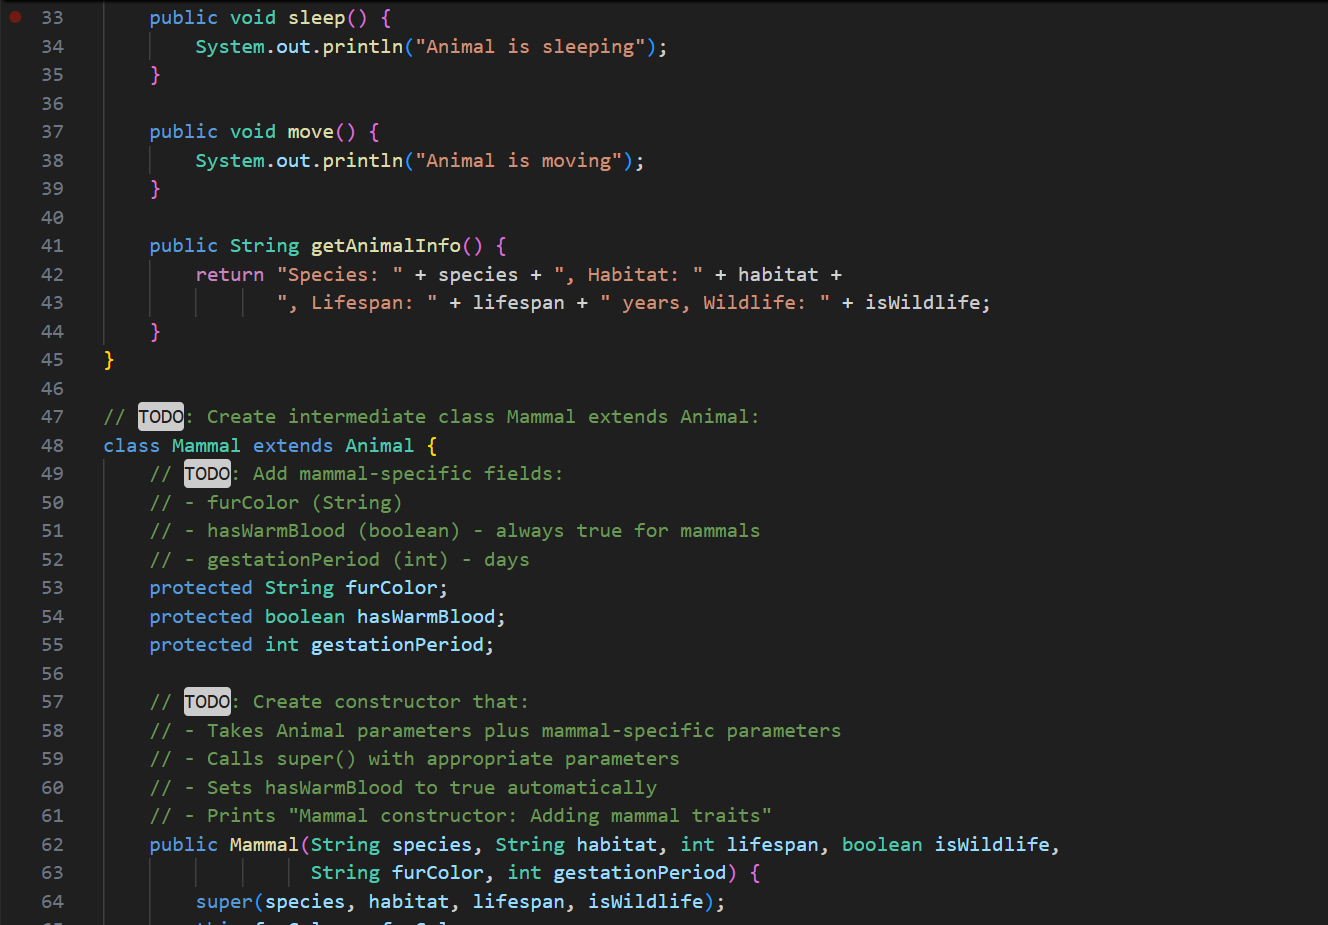 33 public void sleep() {
34 System.out.println("Animal is sleeping");
35 }
36
37 public void move() {
38 System.out.println("Animal is moving");
39 }
40
41 public String getAnimalInfo() {
42 return "Species: " + species + ", Habitat: " + habitat +
43 ", Lifespan: " + lifespan + " years, Wildlife: " + isWildlife;
44 }
45 }
46
47 // TODO: Create intermediate class Mammal extends Animal:
48 class Mammal extends Animal {
49 // TODO: Add mammal-specific fields:
50 // - furColor (String)
51 // - hasWarmBlood (boolean) - always true for mammals
52 // - gestationPeriod (int) - days
53 protected String furColor;
54 protected boolean hasWarmBlood;
55 protected int gestationPeriod;
56
57 // TODO: Create constructor that:
58 // - Takes Animal parameters plus mammal-specific parameters
59 // - Calls super() with appropriate parameters
60 // - Sets hasWarmBlood to true automatically
61 // - Prints "Mammal constructor: Adding mammal traits"
62 public Mammal(String species, String habitat, int lifespan, boolean isWildlife,
63 String furColor, int gestationPeriod) {
64 super(species, habitat, lifespan, isWildlife);